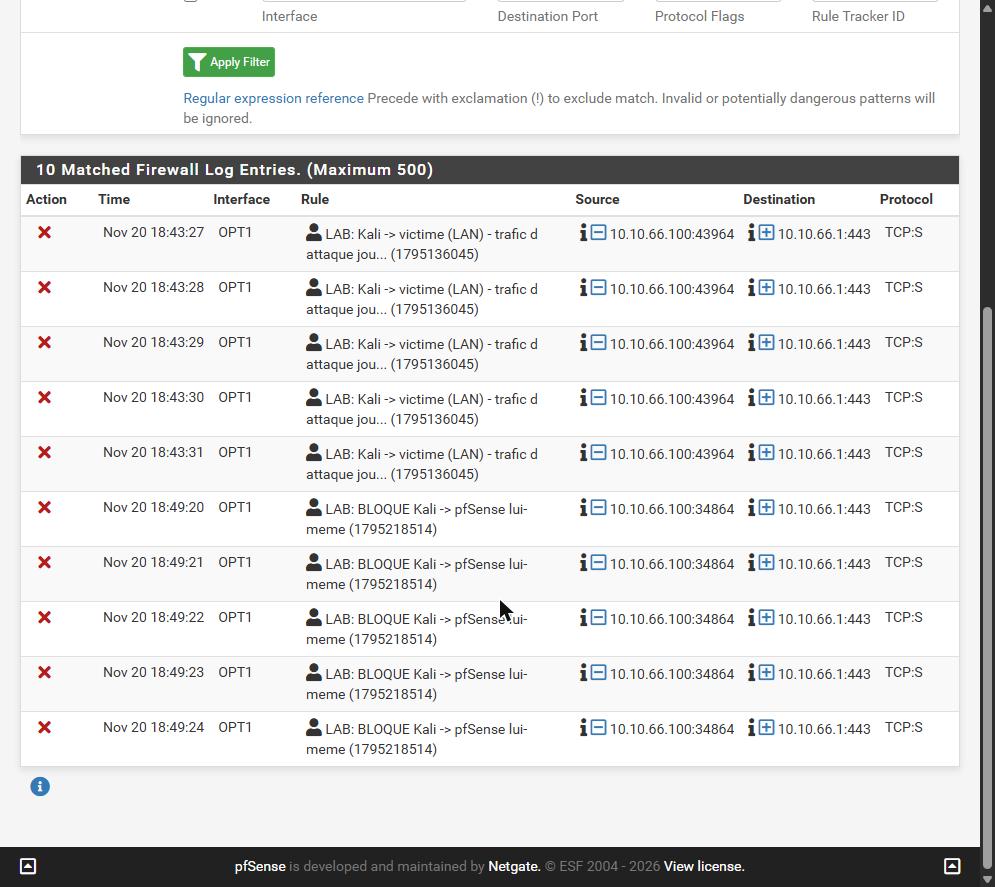 Interface Destination Port Protocol Flags Rule Tracker ID
Apply Filter
Regular expression reference Precede with exclamation (!) to exclude match. Invalid or potentially dangerous patterns will
be ignored.
10 Matched Firewall Log Entries. (Maximum 500)
Action Time Interface Rule Source Destination Protocol
Nov 20 18:43:27 OPT1 LAB: Kali -> victime (LAN) - trafic d 10.10.66.100:43964 10.10.66.1:443 TCP:S
attaque jou... (1795136045)
Nov 20 18:43:28 OPT1 LAB: Kali -> victime (LAN) - trafic d 10.10.66.100:43964 10.10.66.1:443 TCP:S
attaque jou... (1795136045)
Nov 20 18:43:29 OPT1 LAB: Kali -> victime (LAN) - trafic d 10.10.66.100:43964 10.10.66.1:443 TCP:S
attaque jou... (1795136045)
Nov 20 18:43:30 OPT1 LAB: Kali -> victime (LAN) - trafic d 10.10.66.100:43964 10.10.66.1:443 TCP:S
attaque jou... (1795136045)
Nov 20 18:43:31 OPT1 LAB: Kali -> victime (LAN) - trafic d 10.10.66.100:43964 10.10.66.1:443 TCP:S
attaque jou... (1795136045)
Nov 20 18:49:20 OPT1 LAB: BLOQUE Kali -> pfSense lui- 10.10.66.100:34864 10.10.66.1:443 TCP:S
meme (1795218514)
Nov 20 18:49:21 OPT1 LAB: BLOQUE Kali -> pfSense lui- 10.10.66.100:34864 10.10.66.1:443 TCP:S
meme (1795218514)
Nov 20 18:49:22 OPT1 LAB: BLOQUE Kali -> pfSense lui- 10.10.66.100:34864 10.10.66.1:443 TCP:S
meme (1795218514)
Nov 20 18:49:23 OPT1 LAB: BLOQUE Kali -> pfSense lui- 10.10.66.100:34864 10.10.66.1:443 TCP:S
meme (1795218514)
Nov 20 18:49:24 OPT1 LAB: BLOQUE Kali -> pfSense lui- 10.10.66.100:34864 10.10.66.1:443 TCP:S
meme (1795218514)
pfSense is developed and maintained by Netgate. © ESF 2004 - 2026 View license.